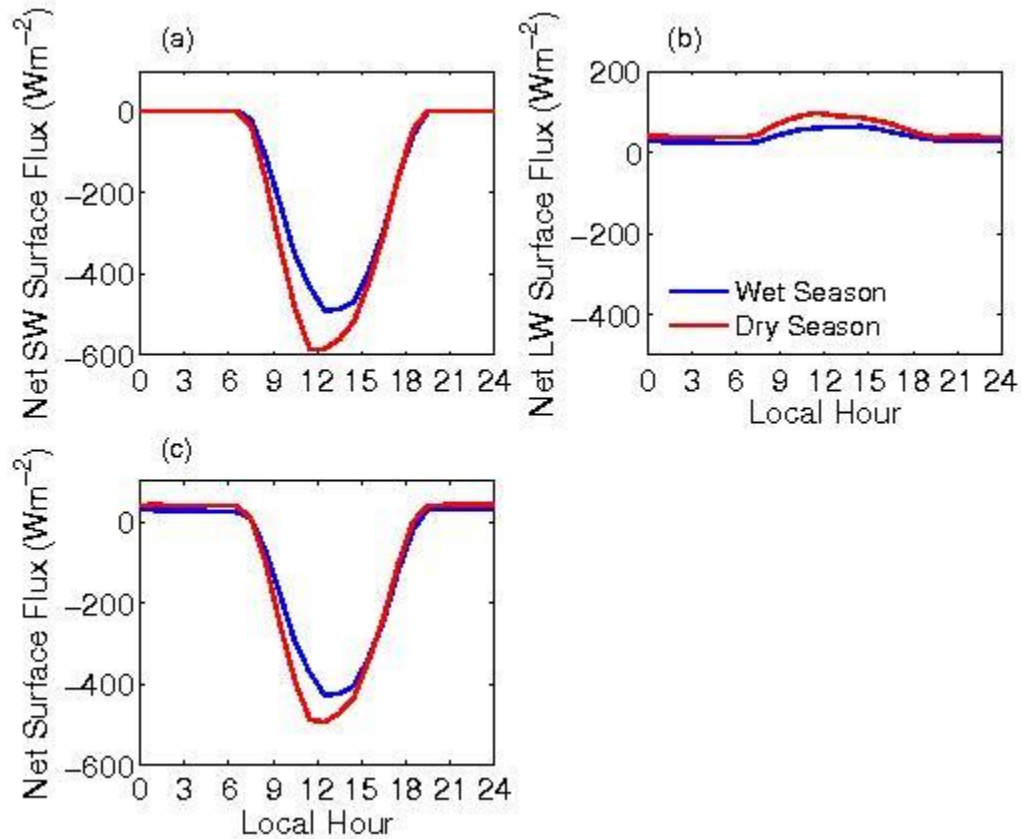 (a)
Net SW Surface Flux (Wm−2)
0
−200
−400
−600
0 3 6 9 12 15 18 21 24
(b)
Net LW Surface Flux (Wm−2)
200
0
−200
−400
Wet Season
Dry Season
0 3 6 9 12 15 18 21 24
Local Hour
(c)
Net Surface Flux (Wm−2)
0
−200
−400
−600
0 3 6 9 12 15 18 21 24
Local Hour